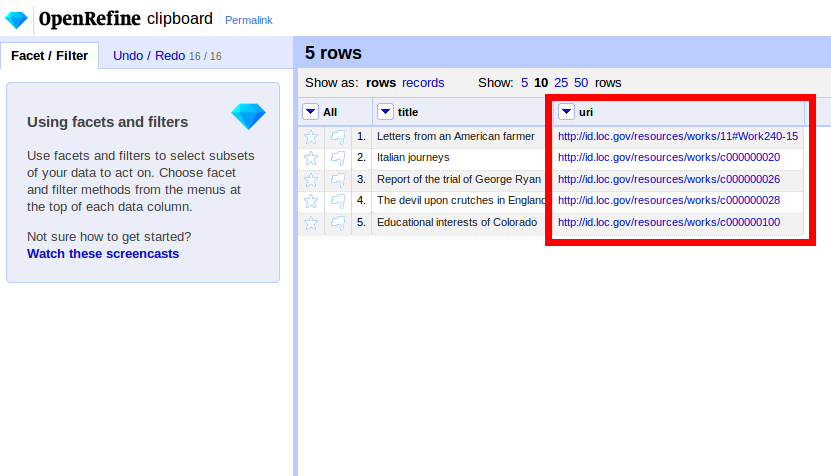 OpenRefine clipboard Permalink
Facet / Filter Undo / Redo 16 / 16
Using facets and filters
Use facets and filters to select subsets
of your data to act on. Choose facet
and filter methods from the menus at
the top of each data column.
Not sure how to get started?
Watch these screencasts
5 rows
Show as: rows records Show: 5 10 25 50 rows
All title uri
1. Letters from an American farmer http://id.loc.gov/resources/works/11#Work240-15
2. Italian journeys http://id.loc.gov/resources/works/c000000020
3. Report of the trial of George Ryan http://id.loc.gov/resources/works/c000000026
4. The devil upon crutches in England http://id.loc.gov/resources/works/c000000028
5. Educational interests of Colorado http://id.loc.gov/resources/works/c000000100